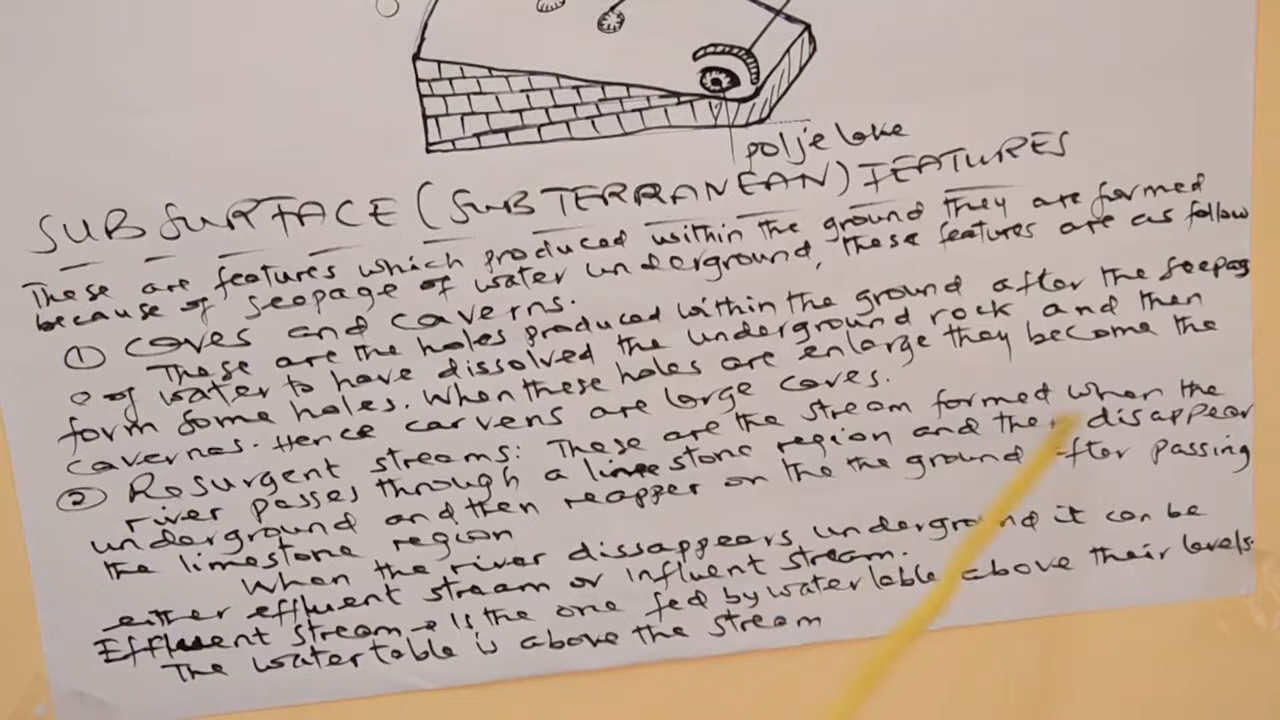 polje lake
SUBSURFACE (SUBTERRANEAN) FEATURES
These are features which produced within the ground they are formed
because of seepage of water underground, these features are as follow
① Caves and caverns.
These are the holes produced within the ground after the seepag
e of water to have dissolved the underground rock and then
form some holes. When these holes are enlarge they become the
cavernes. Hence carvens are large caves.
② Resurgent streams: These are the stream formed when the
river passes through a limestone region and then disappear
underground and then reapper on the the ground after passing
the limestone region
When the river dissappears underground it can be
either effluent stream or influent stream.
Effluent stream → Is the one fed by watertable above their levels.
The watertable is above the stream